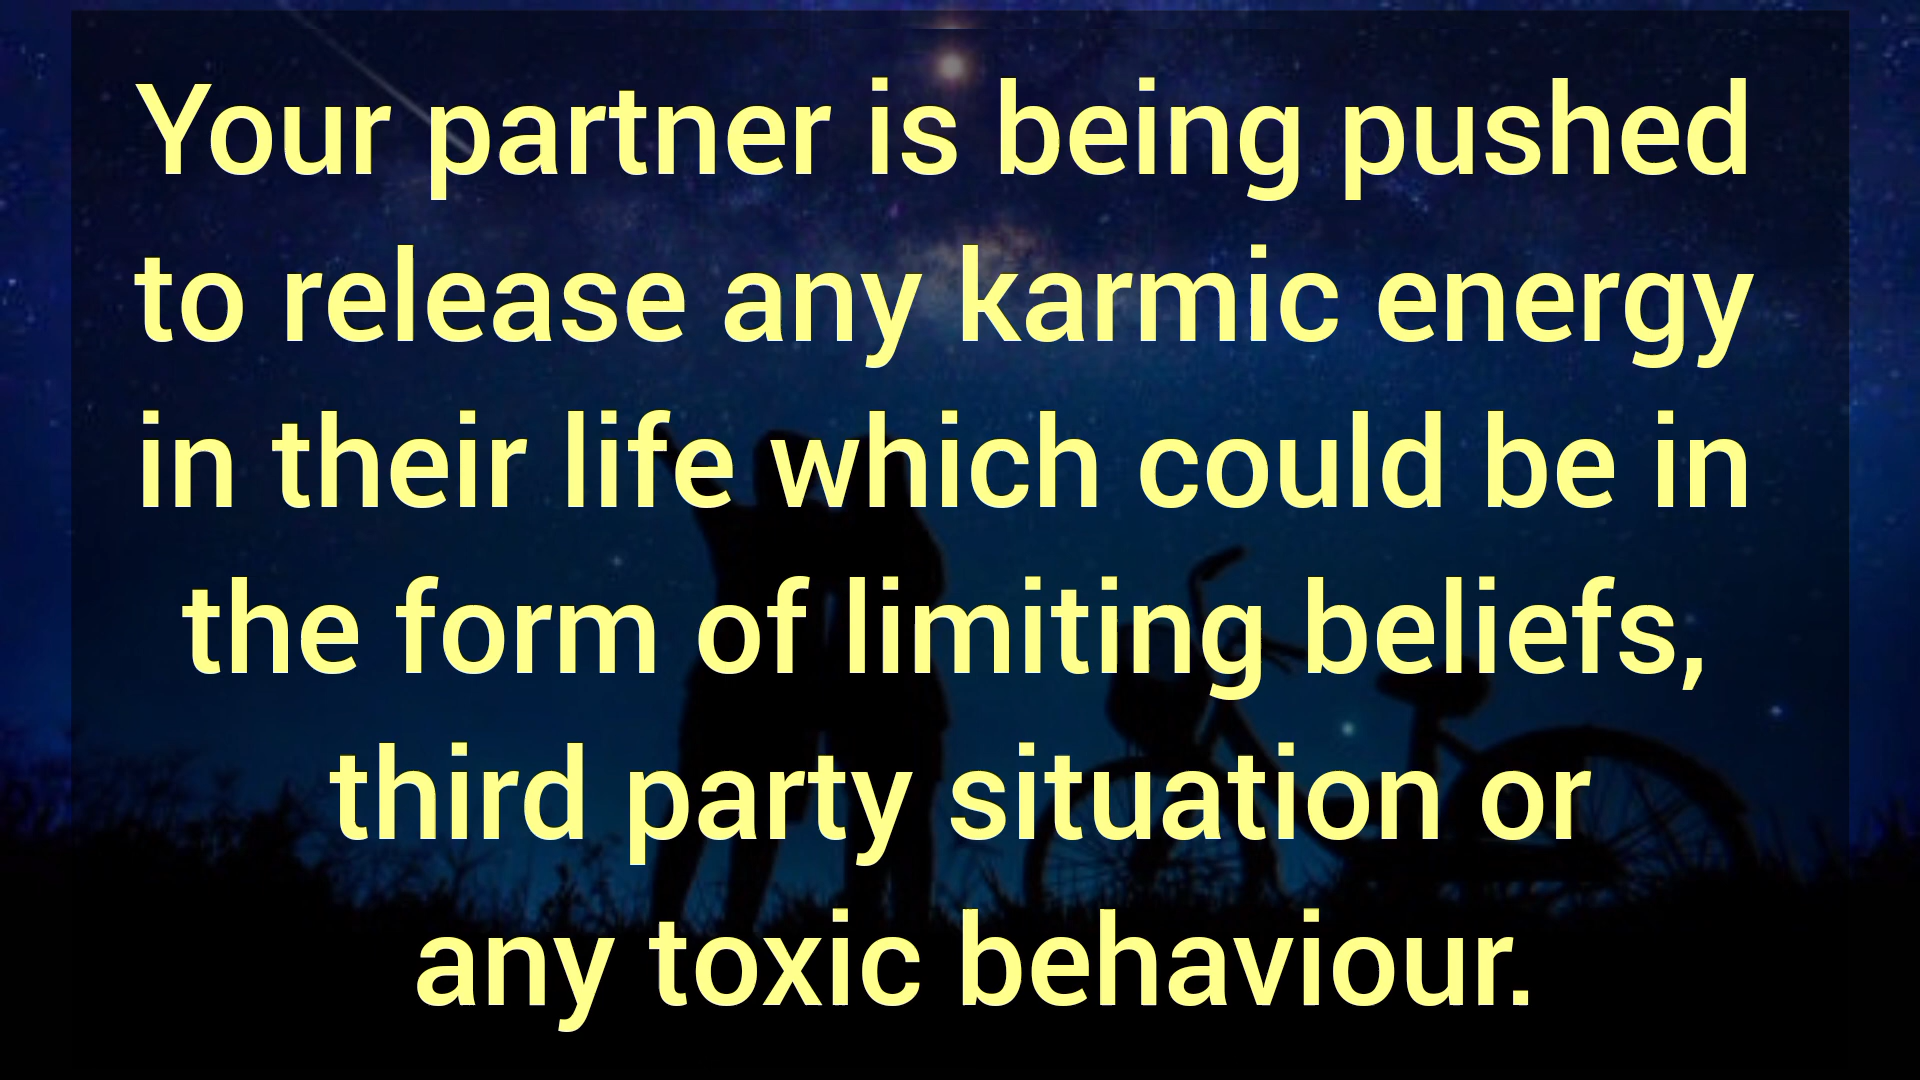 Your partner is being pushed
to release any karmic energy
in their life which could be in
the form of limiting beliefs,
third party situation or
any toxic behaviour.